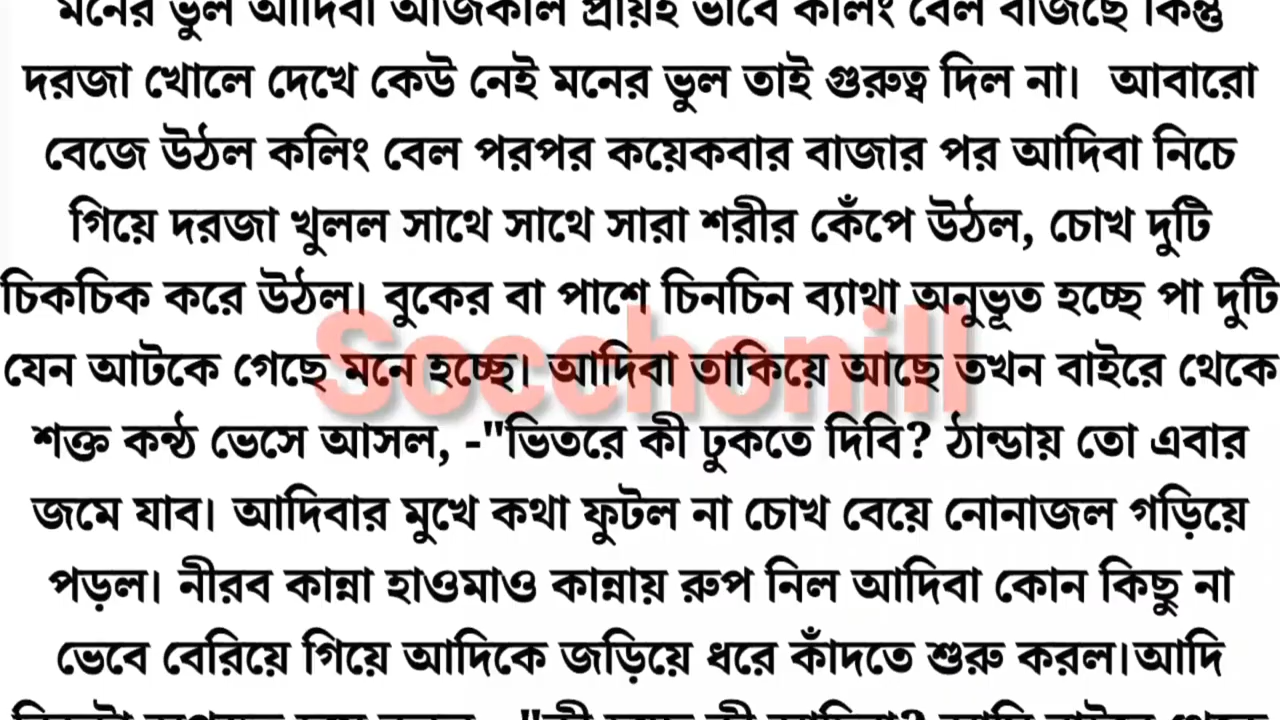 মনের ভুল আদিবা আজকাল প্রায়ই ভাবে কলিং বেল বাজছে কিন্তু
দরজা খোলে দেখে কেউ নেই মনের ভুল তাই গুরুত্ব দিল না। আবারো
বেজে উঠল কলিং বেল পরপর কয়েকবার বাজার পর আদিবা নিচে
গিয়ে দরজা খুলল সাথে সাথে সারা শরীর কেঁপে উঠল, চোখ দুটি
চিকচিক করে উঠল। বুকের বা পাশে চিনচিন ব্যাথা অনুভূত হচ্ছে পা দুটি
যেন আটকে গেছে মনে হচ্ছে। আদিবা তাকিয়ে আছে তখন বাইরে থেকে
Socchonill
শক্ত কন্ঠ ভেসে আসল, -"ভিতরে কী ঢুকতে দিবি? ঠান্ডায় তো এবার
জমে যাব। আদিবার মুখে কথা ফুটল না চোখ বেয়ে নোনাজল গড়িয়ে
পড়ল। নীরব কান্না হাওমাও কান্নায় রুপ নিল আদিবা কোন কিছু না
ভেবে বেরিয়ে গিয়ে আদিকে জড়িয়ে ধরে কাঁদতে শুরু করল।আদি